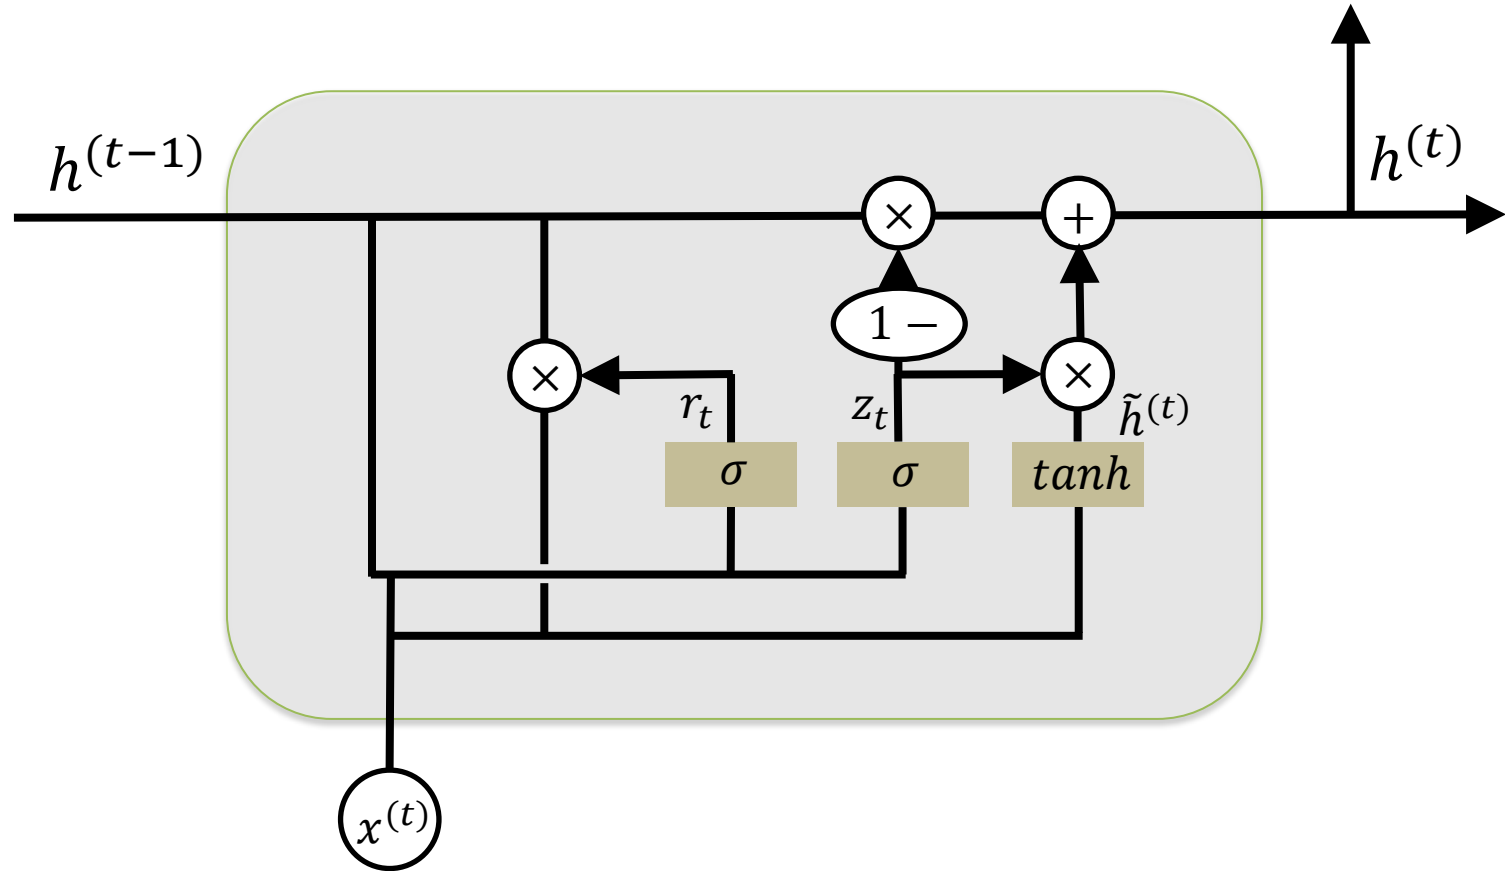 h^(t−1)
h^(t)
× +
1 −
× ×
r_t z_t h̃^(t)
σ σ tanh
x^(t)